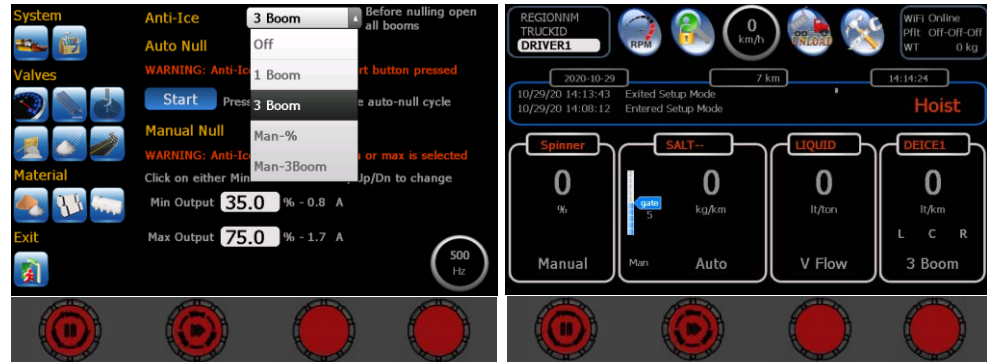 System
Anti-Ice
3 Boom
Before nulling open
all booms
Off
Auto Null
Valves
WARNING: Anti-Ic
rt button pressed
1 Boom
Start
Press
3 Boom
e auto-null cycle
Manual Null
Man-%
WARNING: Anti-Ic
or max is selected
Man-3Boom
Material
Click on either Min
Up/Dn to change
Min Output 35.0 % - 0.8 A
Exit
Max Output 75.0 % - 1.7 A
500
Hz
REGIONNM
TRUCKID
DRIVER1
RPM
0
km/h
UNLOAD
WiFi Online
Pflt Off-Off-Off
WT 0 kg
2020-10-29
7 km
14:14:24
10/29/20 14:13:43 Exited Setup Mode
10/29/20 14:08:12 Entered Setup Mode
Hoist
Spinner
0
%
Manual
SALT--
gate
5
0
kg/km
Man
Auto
LIQUID
0
lt/ton
V Flow
DEICE1
0
lt/km
L C R
3 Boom